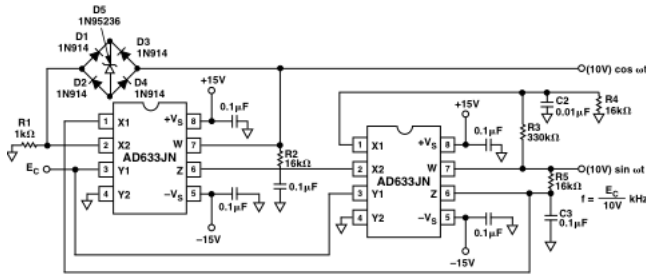 D5
1N95236
D1
1N914
D3
1N914
D2
1N914
D4
1N914
(10V) cos ωt
+15V
0.1μF
R1
1kΩ
1 X1 +VS 8
2 X2 W 7
AD633JN
3 Y1 Z 6
4 Y2 –VS 5
EC
R2
16kΩ
0.1μF
0.1μF
–15V
+15V
0.1μF
C2
0.01μF
R4
16kΩ
R3
330kΩ
1 X1 +VS 8
2 X2 W 7
AD633JN
3 Y1 Z 6
4 Y2 –VS 5
(10V) sin ωt
R5
16kΩ
f = EC/10V kHz
C3
0.1μF
0.1μF
–15V